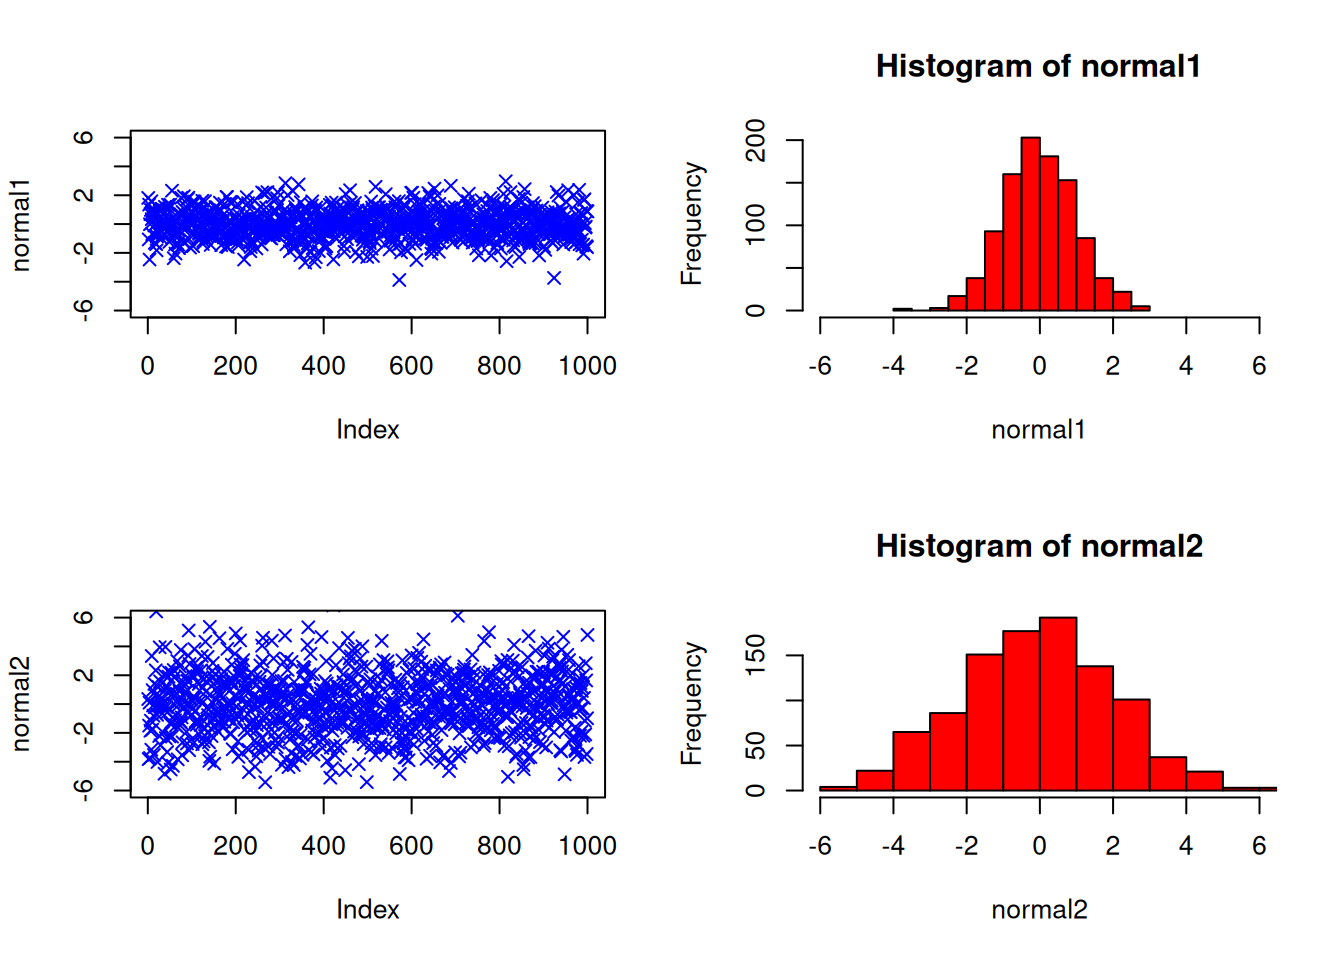 normal1
6
2
-2
-6
0 200 400 600 800 1000
Index
Histogram of normal1
Frequency
200
100
0
-6 -4 -2 0 2 4 6
normal1
normal2
6
2
-2
-6
0 200 400 600 800 1000
Index
Histogram of normal2
Frequency
150
50
0
-6 -4 -2 0 2 4 6
normal2